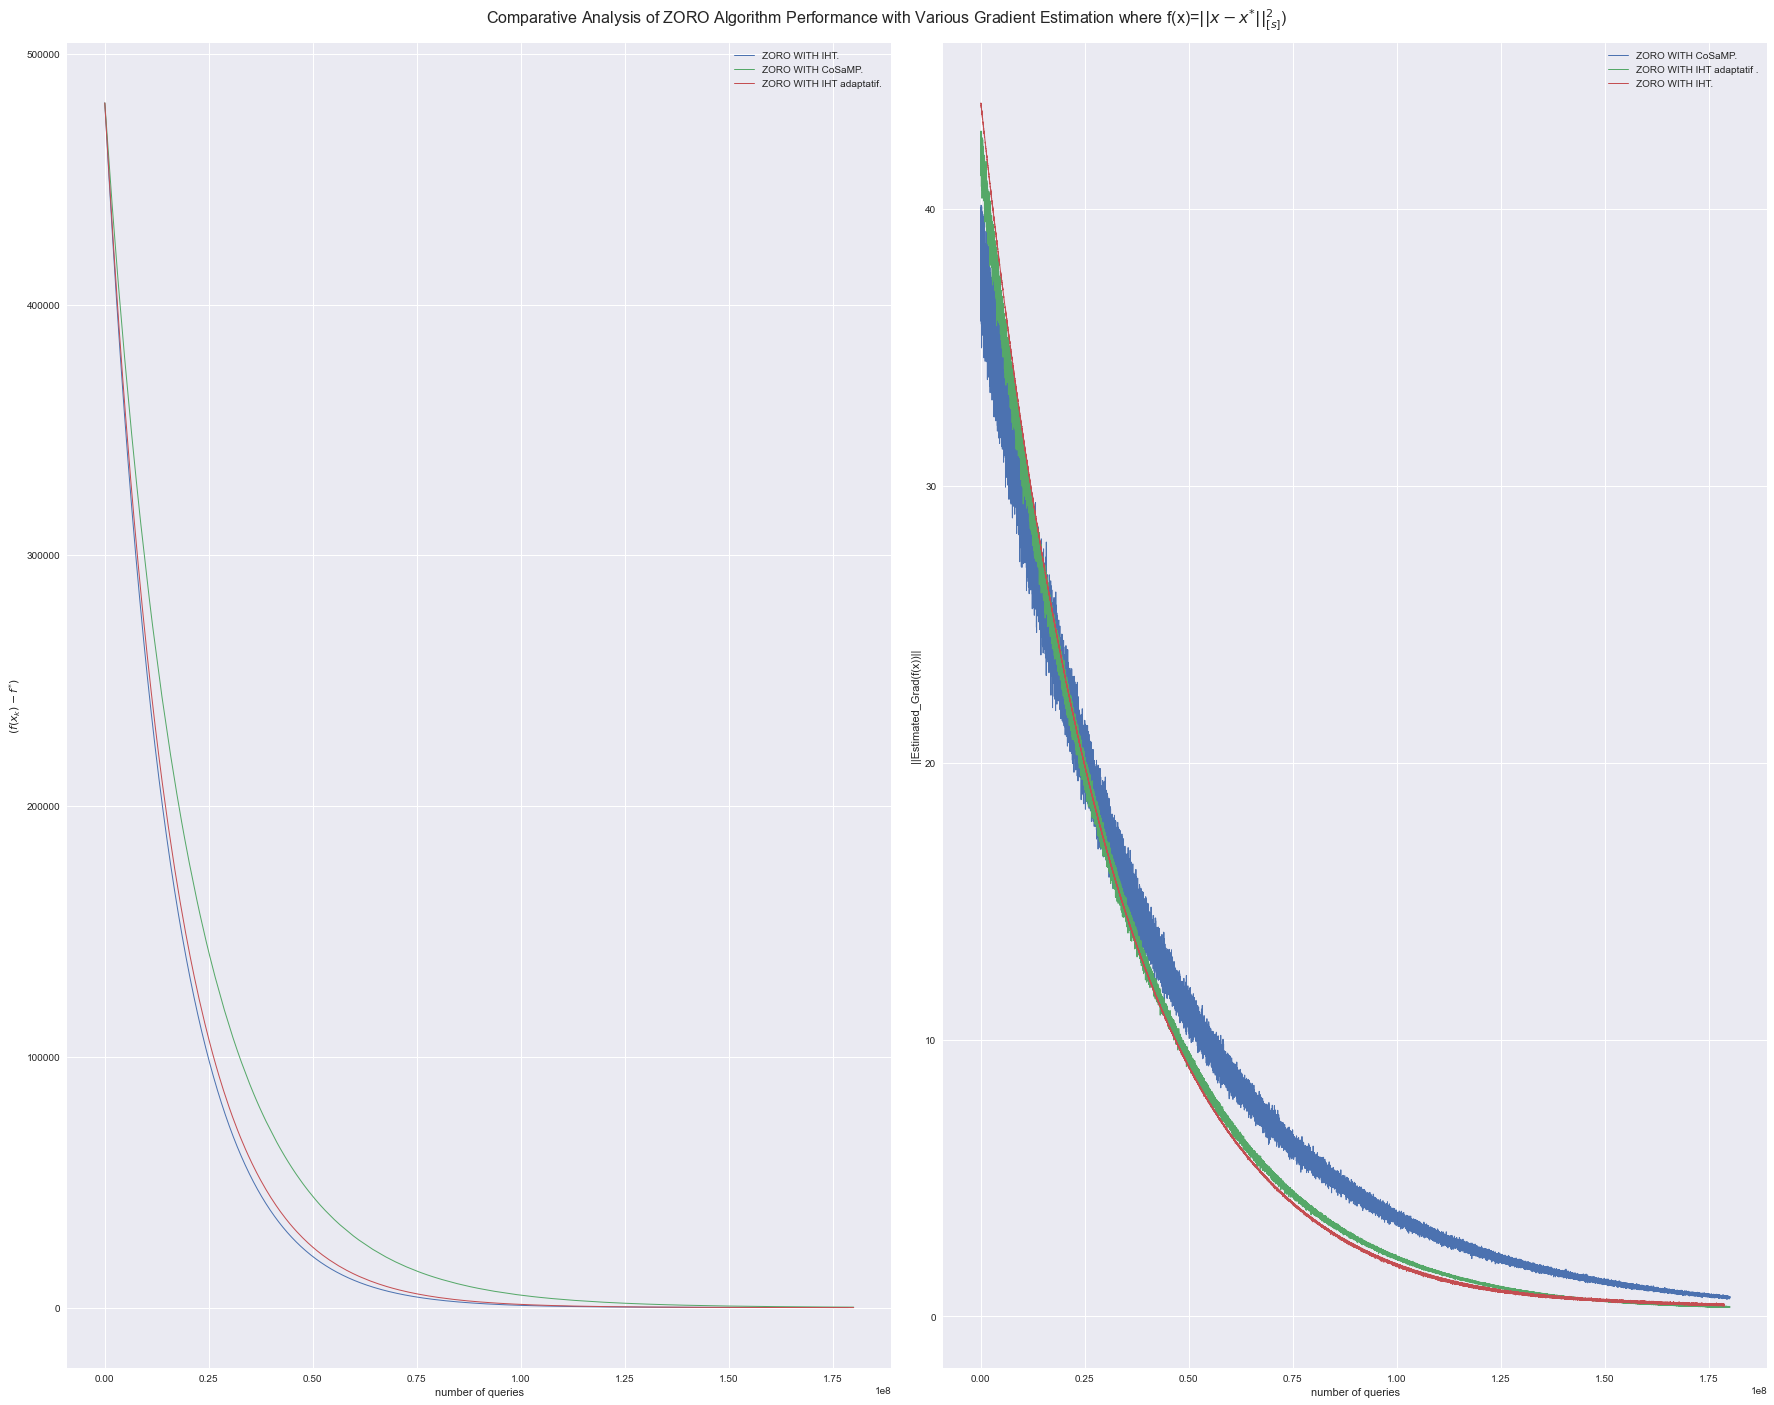 Comparative Analysis of ZORO Algorithm Performance with Various Gradient Estimation where f(x)=||x − x*||²[s])
500000
400000
300000
200000
100000
0
(f(xₖ) − f*)
ZORO WITH IHT.
ZORO WITH CoSaMP.
ZORO WITH IHT adaptatif.
0.00 0.25 0.50 0.75 1.00 1.25 1.50 1.75
1e8
number of queries
40
30
20
10
0
||Estimated_Grad(f(x))||
ZORO WITH CoSaMP.
ZORO WITH IHT adaptatif .
ZORO WITH IHT.
0.00 0.25 0.50 0.75 1.00 1.25 1.50 1.75
1e8
number of queries